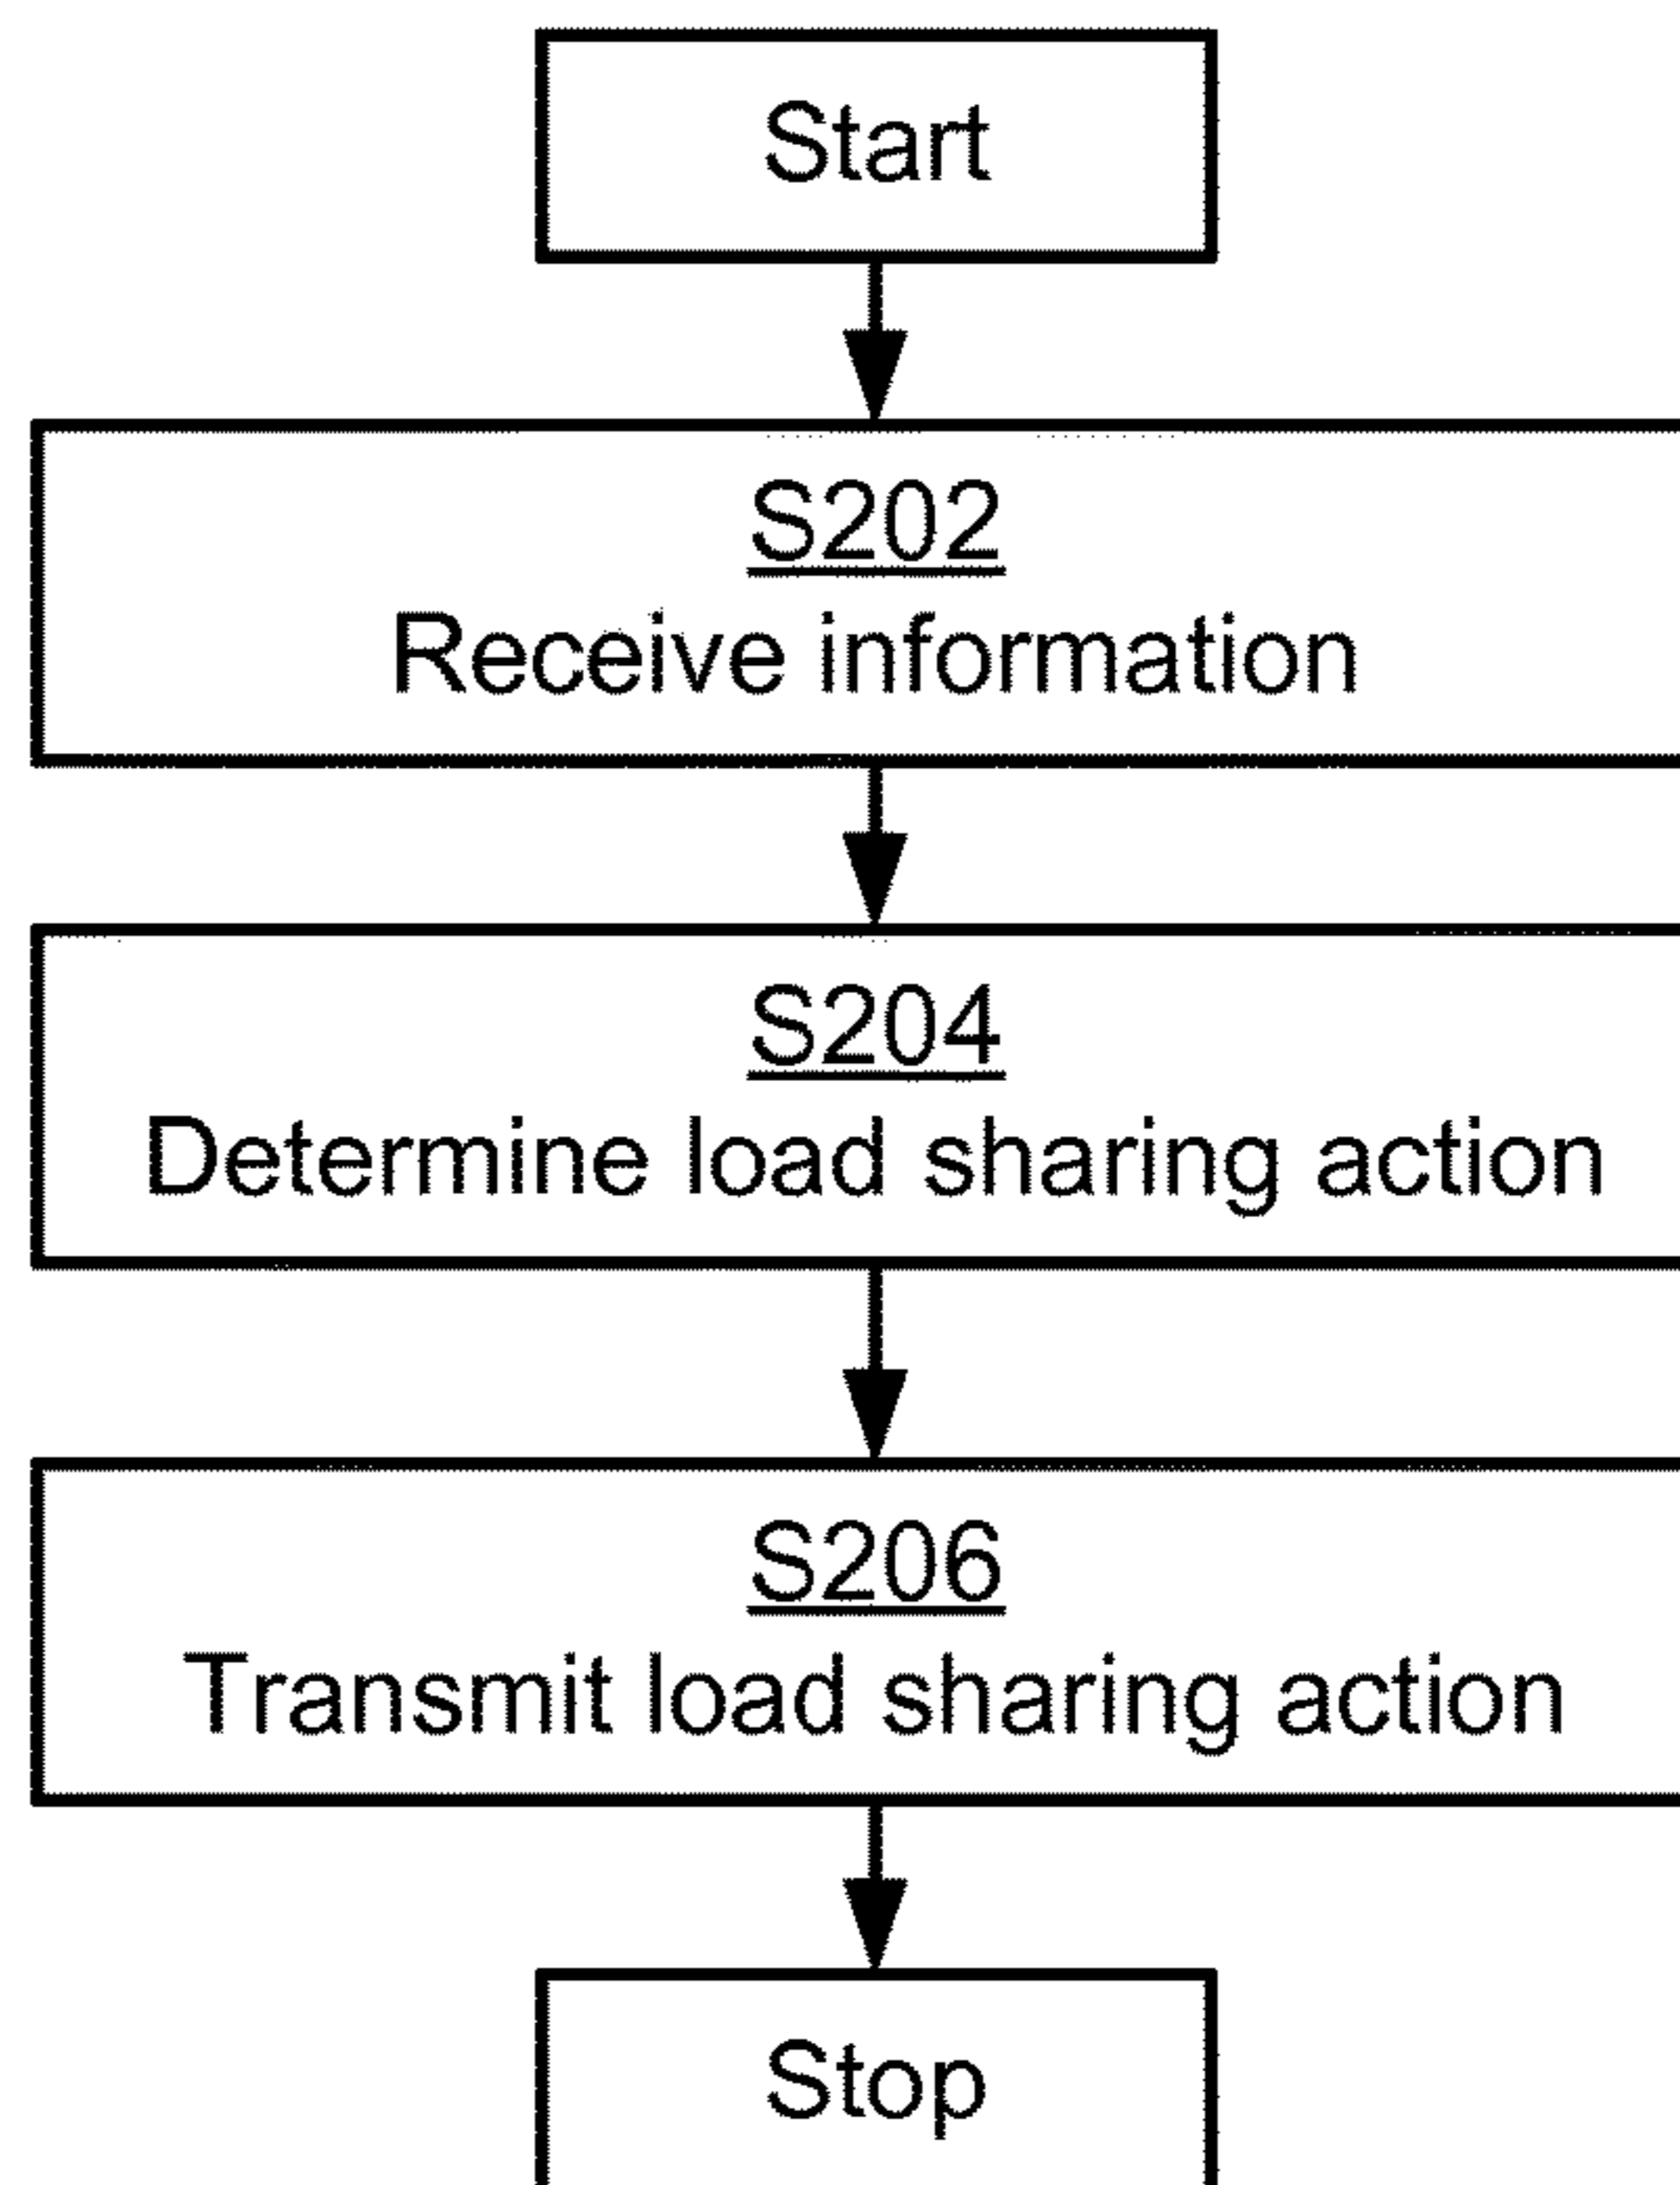 Start
S202
Receive information
S204
Determine load sharing action
S206
Transmit load sharing action
Stop